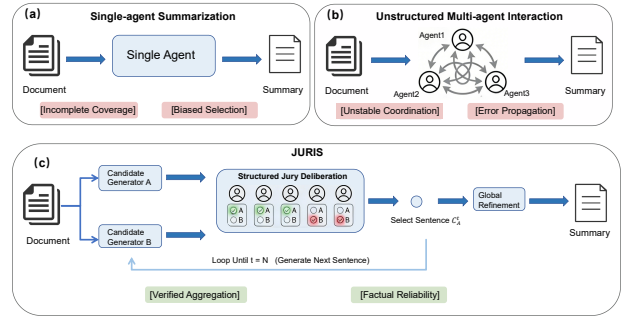 (a)
Single-agent Summarization
Single Agent
Document
Summary
[Incomplete Coverage]
[Biased Selection]
(b)
Unstructured Multi-agent Interaction
Agent1
Agent2
Agent3
Document
Summary
[Unstable Coordination]
[Error Propagation]
(c)
JURIS
Document
Candidate
Generator A
Candidate
Generator B
Structured Jury Deliberation
A A A A A
B B B B B
Select Sentence C_A^t
Global
Refinement
Summary
Loop Until t = N (Generate Next Sentence)
[Verified Aggregation]
[Factual Reliability]